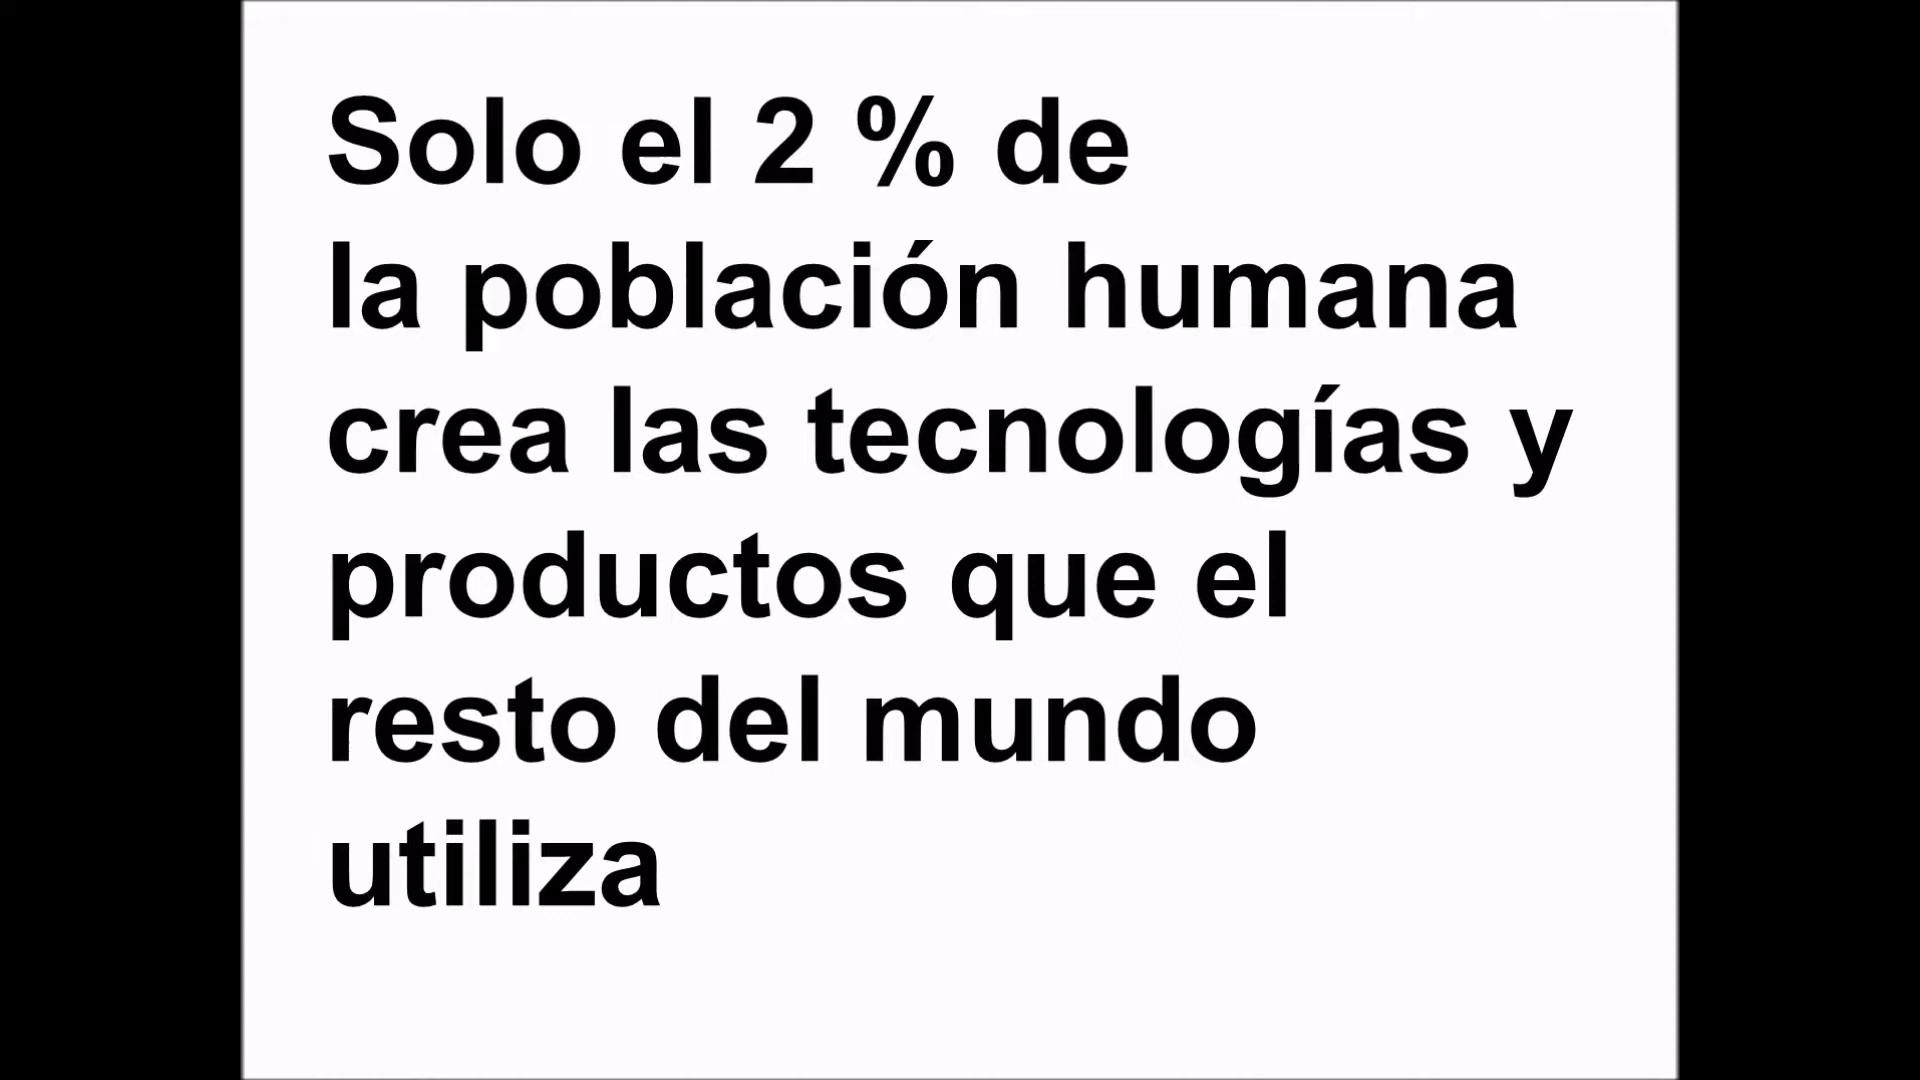 Solo el 2 % de
la población humana
crea las tecnologías y
productos que el
resto del mundo
utiliza